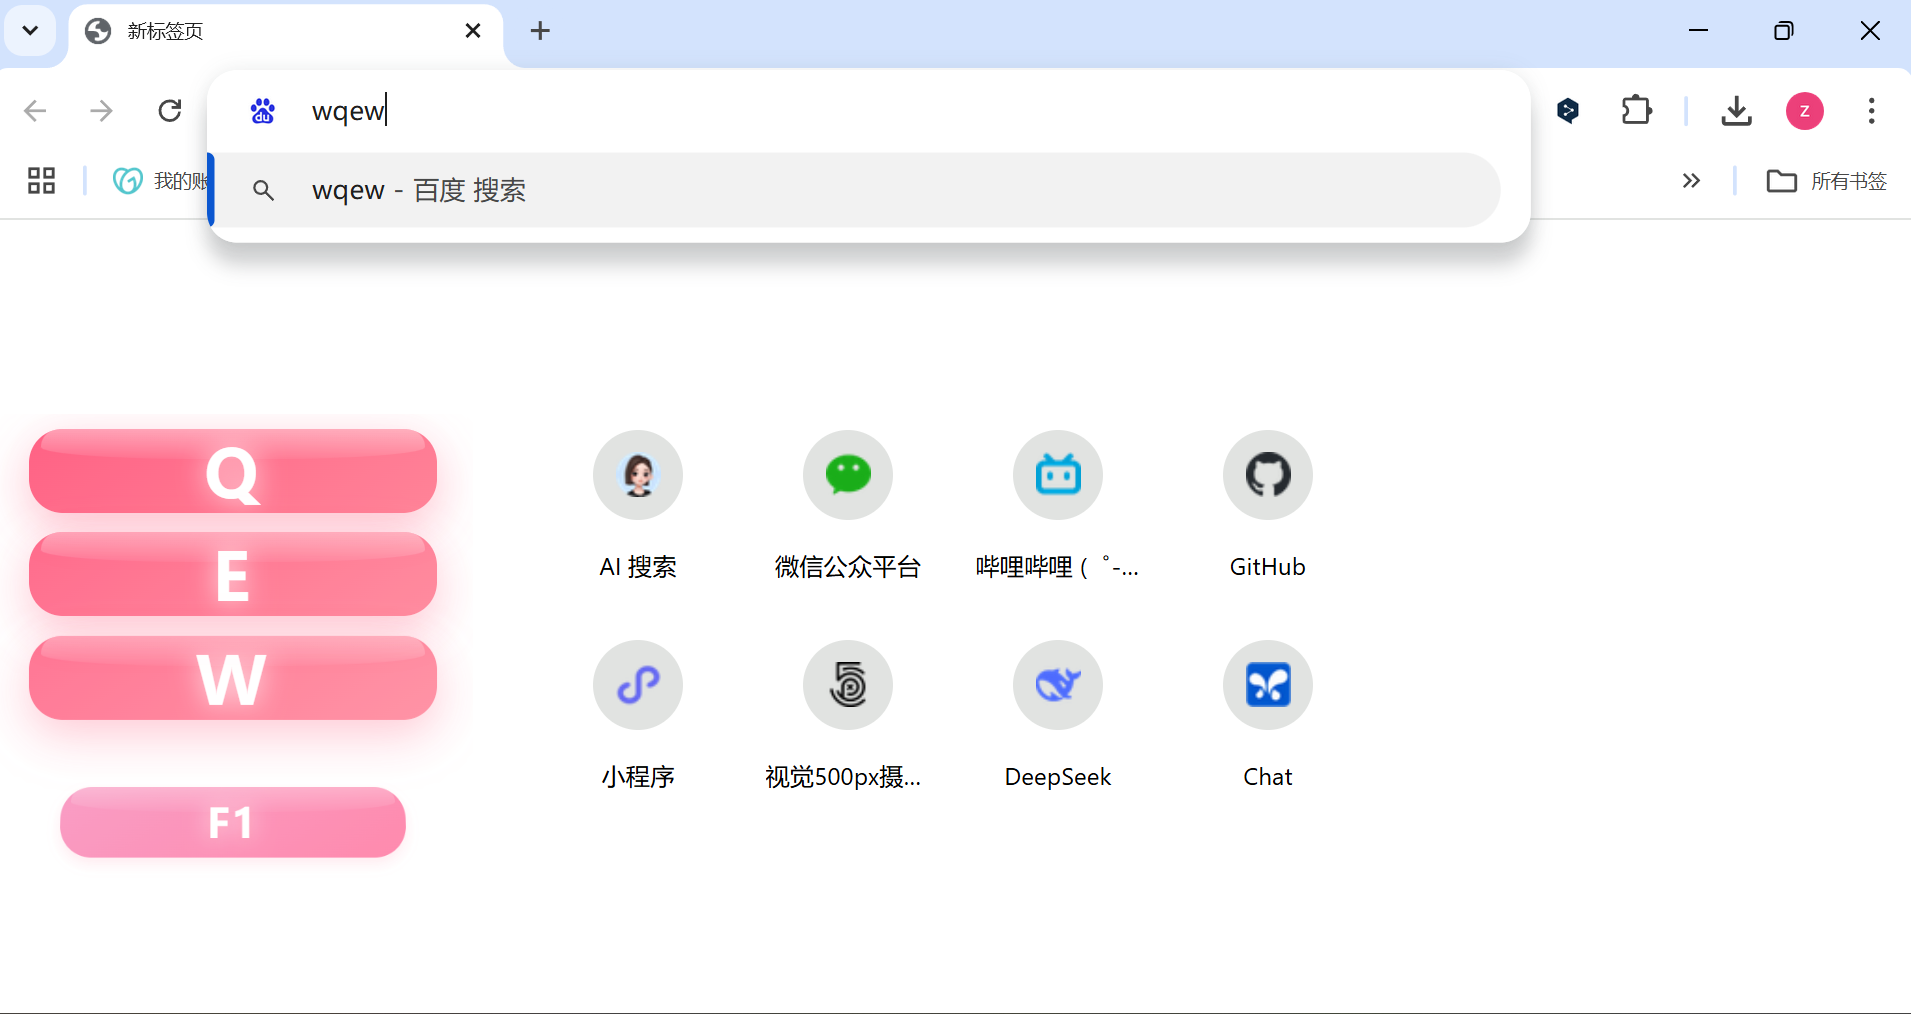 新标签页
wqew
z
我的账
wqew - 百度 搜索
所有书签
Q
E
W
F1
AI 搜索
微信公众平台
哔哩哔哩 ( ゜-...
GitHub
小程序
视觉500px摄...
DeepSeek
Chat